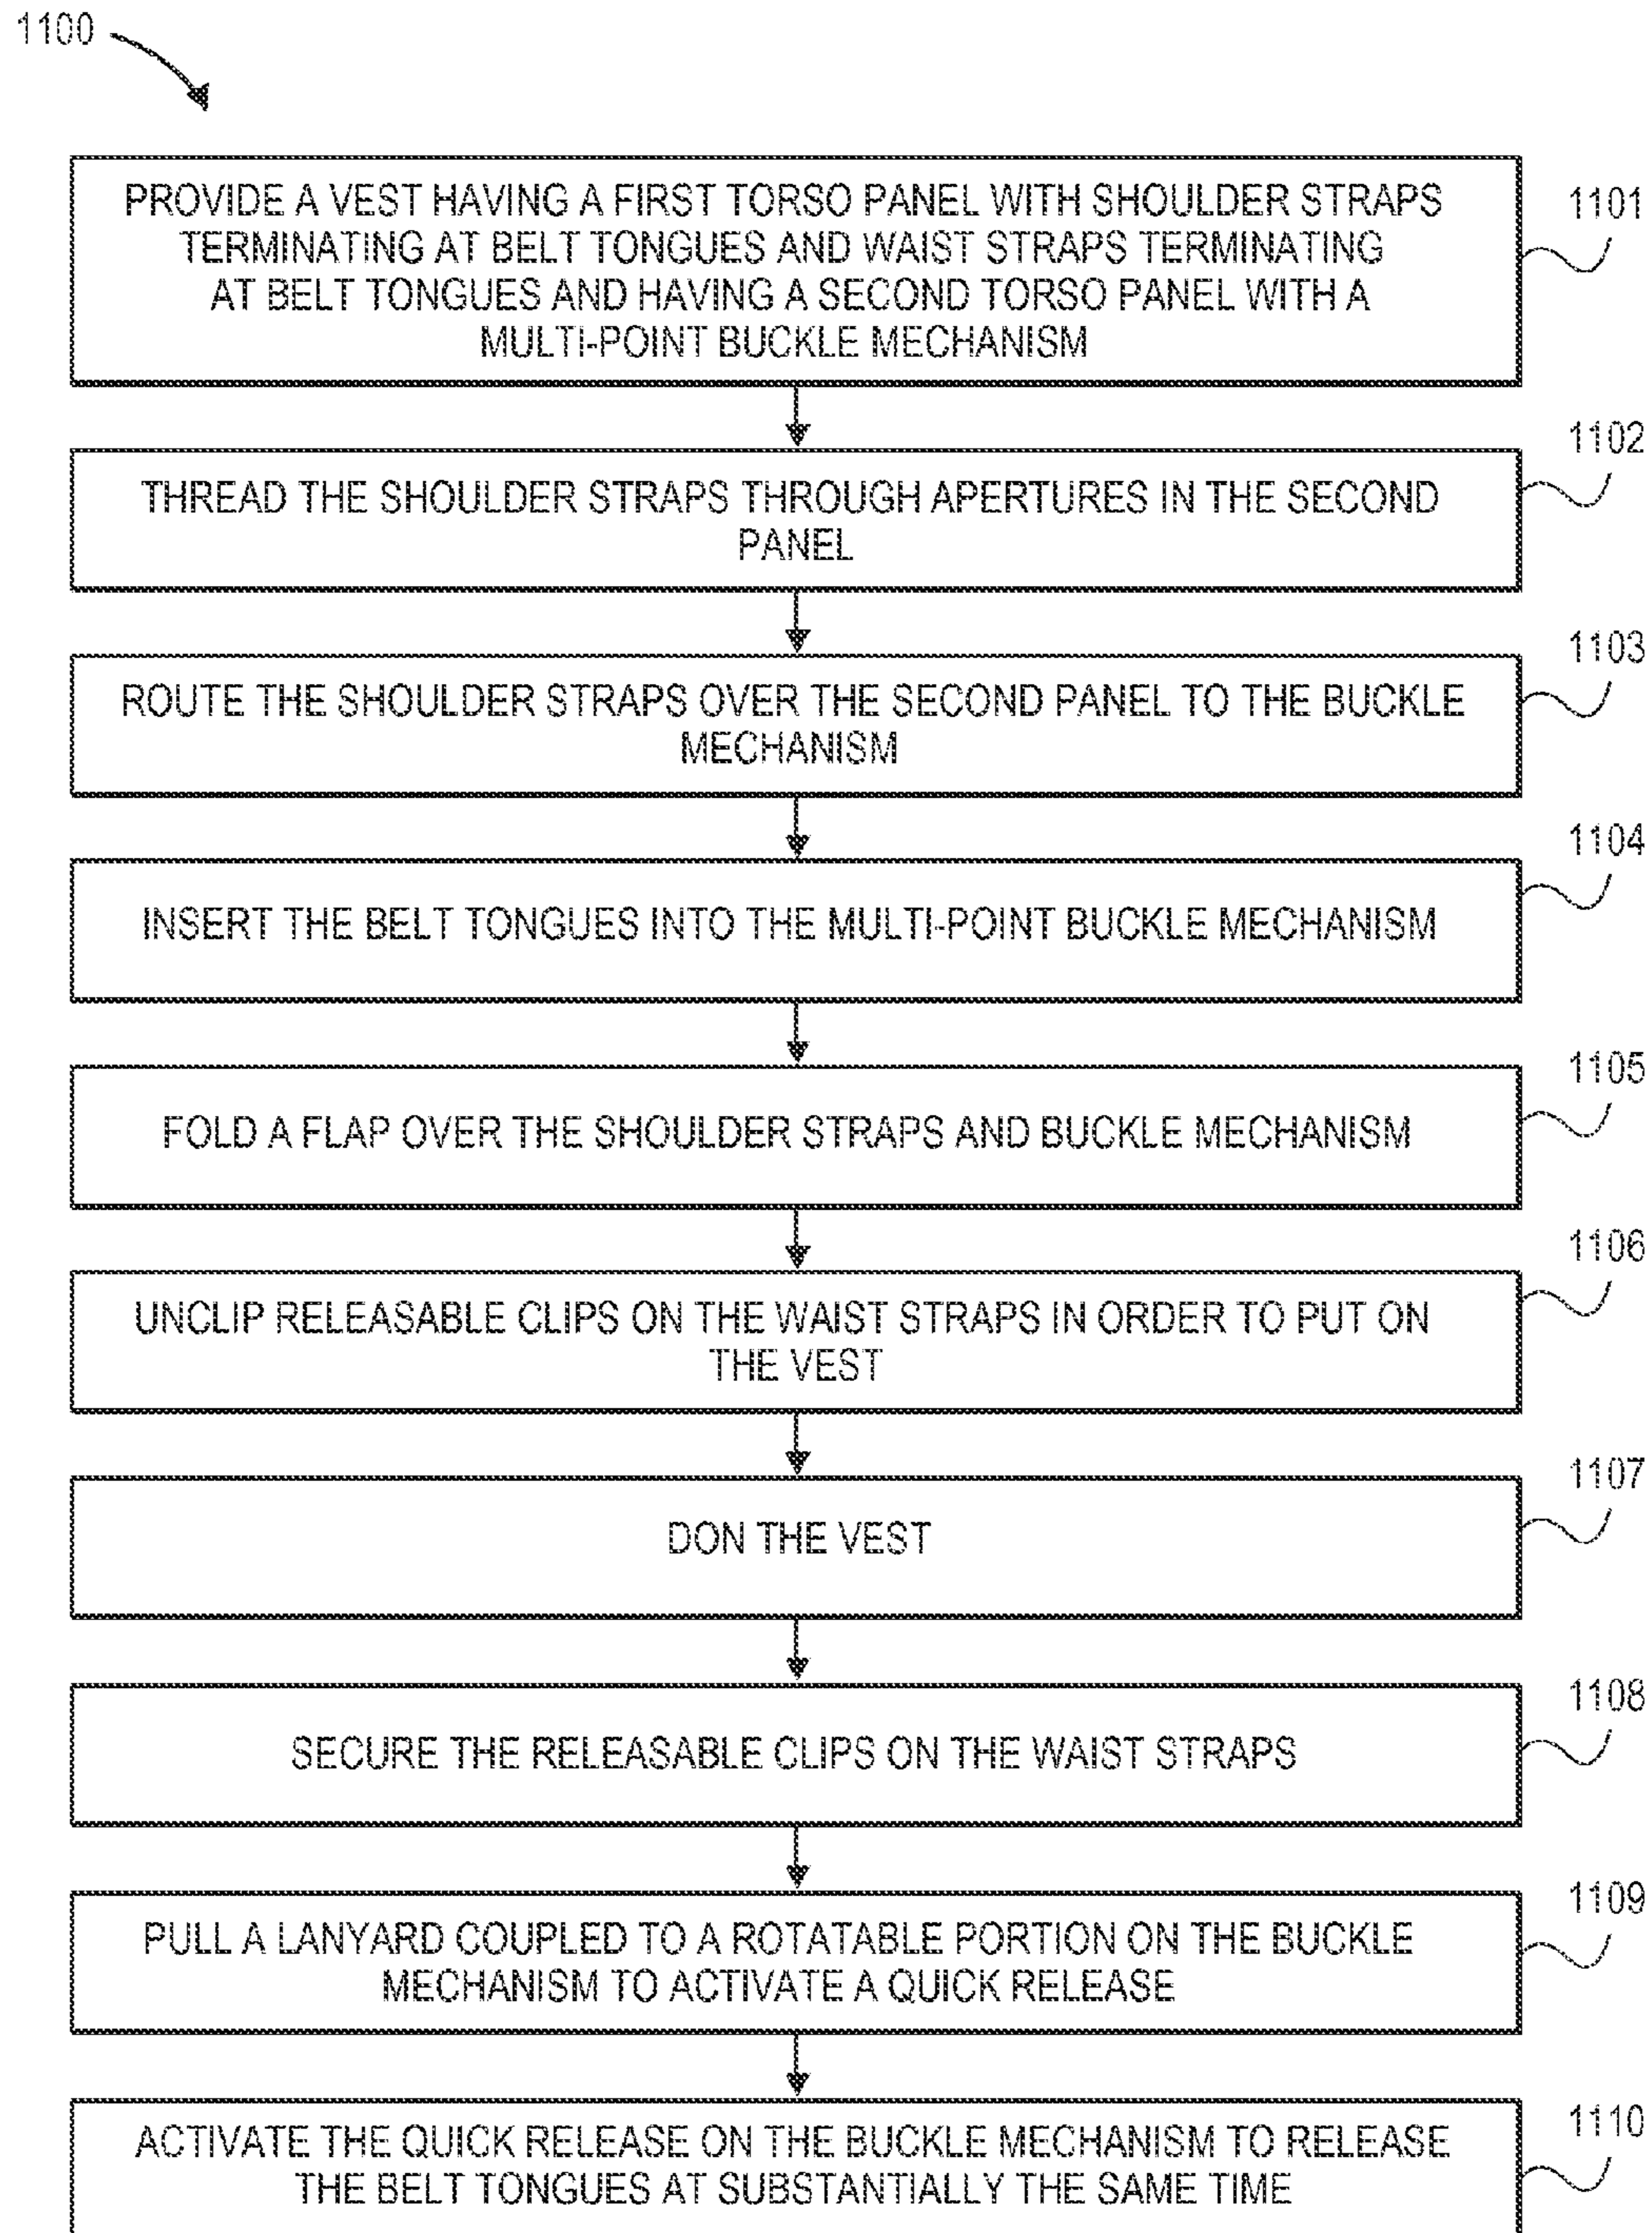 1100
PROVIDE A VEST HAVING A FIRST TORSO PANEL WITH SHOULDER STRAPS
TERMINATING AT BELT TONGUES AND WAIST STRAPS TERMINATING
AT BELT TONGUES AND HAVING A SECOND TORSO PANEL WITH A
MULTI-POINT BUCKLE MECHANISM
1101
THREAD THE SHOULDER STRAPS THROUGH APERTURES IN THE SECOND
PANEL
1102
ROUTE THE SHOULDER STRAPS OVER THE SECOND PANEL TO THE BUCKLE
MECHANISM
1103
INSERT THE BELT TONGUES INTO THE MULTI-POINT BUCKLE MECHANISM
1104
FOLD A FLAP OVER THE SHOULDER STRAPS AND BUCKLE MECHANISM
1105
UNCLIP RELEASABLE CLIPS ON THE WAIST STRAPS IN ORDER TO PUT ON
THE VEST
1106
DON THE VEST
1107
SECURE THE RELEASABLE CLIPS ON THE WAIST STRAPS
1108
PULL A LANYARD COUPLED TO A ROTATABLE PORTION ON THE BUCKLE
MECHANISM TO ACTIVATE A QUICK RELEASE
1109
ACTIVATE THE QUICK RELEASE ON THE BUCKLE MECHANISM TO RELEASE
THE BELT TONGUES AT SUBSTANTIALLY THE SAME TIME
1110